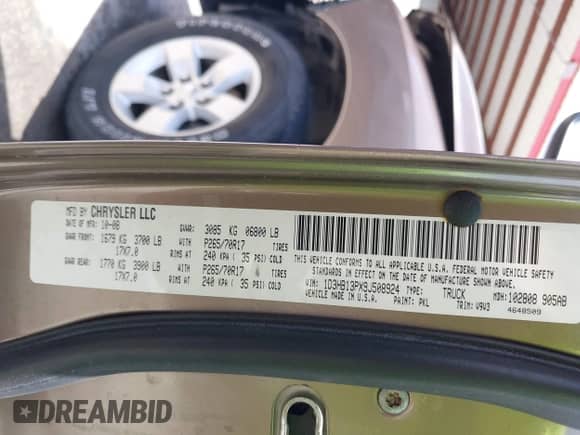 MFD BY CHRYSLER LLC
DATE OF MFR: 10-08 GVWR: 3085 KG 06800 LB
GAWR FRONT: 1679 KG 3700 LB WITH P265/70R17 TIRES
17X7.0 RIMS AT 240 KPA ( 35 PSI) COLD
GAWR REAR: 1770 KG 3900 LB WITH P265/70R17 TIRES
17X7.0 RIMS AT 240 KPA ( 35 PSI) COLD
THIS VEHICLE CONFORMS TO ALL APPLICABLE U.S.A. FEDERAL MOTOR VEHICLE SAFETY
STANDARDS IN EFFECT ON THE DATE OF MANUFACTURE SHOWN ABOVE.
VIN: 1D3HB13PX9J508924 TYPE: TRUCK MDH: 102808 905AB
VEHICLE MADE IN U.S.A. PAINT: PKL TRIM: V9V3 4648509
DREAMBID